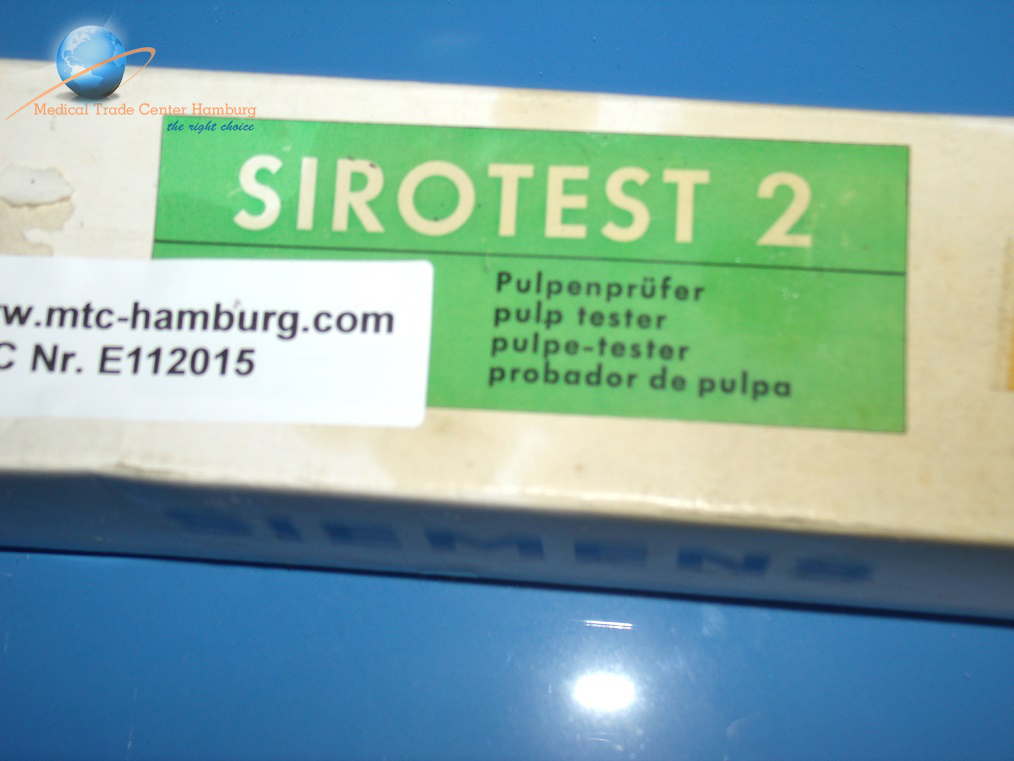 Medical Trade Center Hamburg
the right choice
SIROTEST 2
Pulpenprüfer
pulp tester
pulpe-tester
probador de pulpa
w.mtc-hamburg.com
C Nr. E112015
SIEMENS